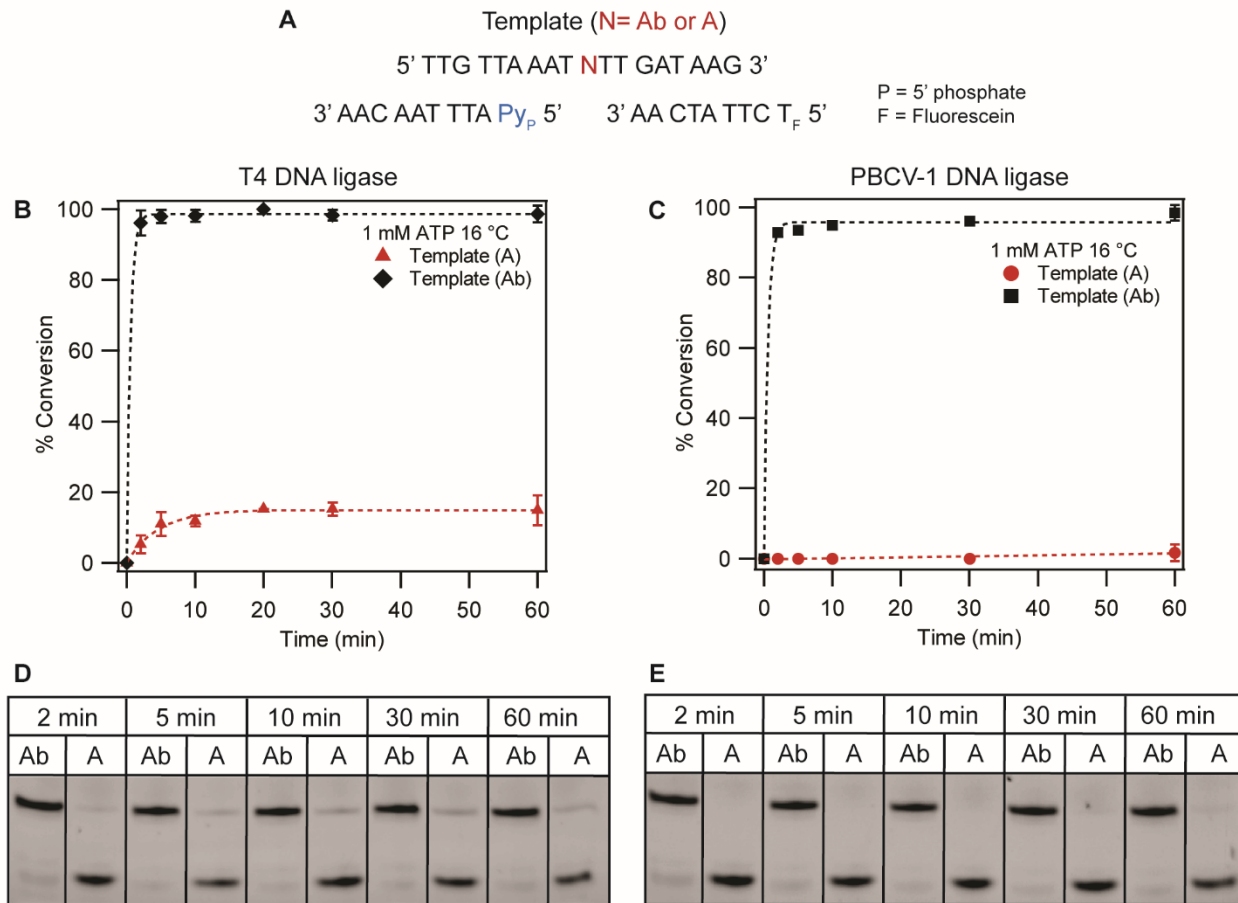 A
Template (N= Ab or A)
5' TTG TTA AAT NTT GAT AAG 3'
3' AAC AAT TTA PyP 5' 3' AA CTA TTC TF 5'
P = 5' phosphate
F = Fluorescein
T4 DNA ligase
B
100
80
60
40
20
0
% Conversion
1 mM ATP 16 °C
Template (A)
Template (Ab)
0 10 20 30 40 50 60
Time (min)
PBCV-1 DNA ligase
C
100
80
60
40
20
0
% Conversion
1 mM ATP 16 °C
Template (A)
Template (Ab)
0 10 20 30 40 50 60
Time (min)
D
2 min 5 min 10 min 30 min 60 min
Ab A Ab A Ab A Ab A Ab A
E
2 min 5 min 10 min 30 min 60 min
Ab A Ab A Ab A Ab A Ab A